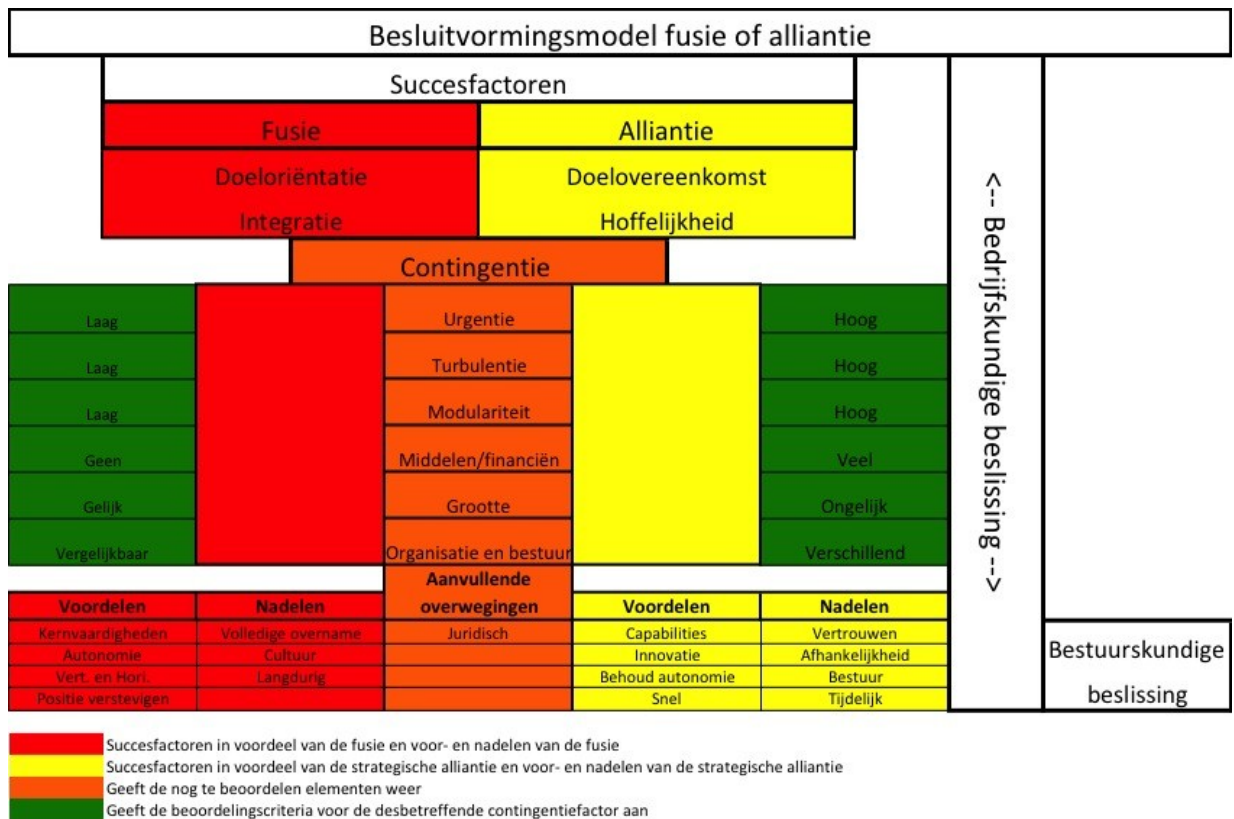 Besluitvormingsmodel fusie of alliantie
Succesfactoren
Fusie Alliantie
Doeloriëntatie Doelovereenkomst
Integratie Hoffelijkheid
Contingentie
Laag Urgentie Hoog
Laag Turbulentie Hoog
Laag Modulariteit Hoog
Geen Middelen/financiën Veel
Gelijk Grootte Ongelijk
Vergelijkbaar Organisatie en bestuur Verschillend
Aanvullende
Voordelen Nadelen overwegingen Voordelen Nadelen
Kernvaardigheden Volledige overname Juridisch Capabilities Vertrouwen
Autonomie Cultuur Innovatie Afhankelijkheid
Vert. en Hori. Langdurig Behoud autonomie Bestuur
Positie verstevigen Snel Tijdelijk
<--- Bedrijfskundige beslissing --->
Bestuurskundige
beslissing
Succesfactoren in voordeel van de fusie en voor- en nadelen van de fusie
Succesfactoren in voordeel van de strategische alliantie en voor- en nadelen van de strategische alliantie
Geeft de nog te beoordelen elementen weer
Geeft de beoordelingscriteria voor de desbetreffende contingentiefactor aan